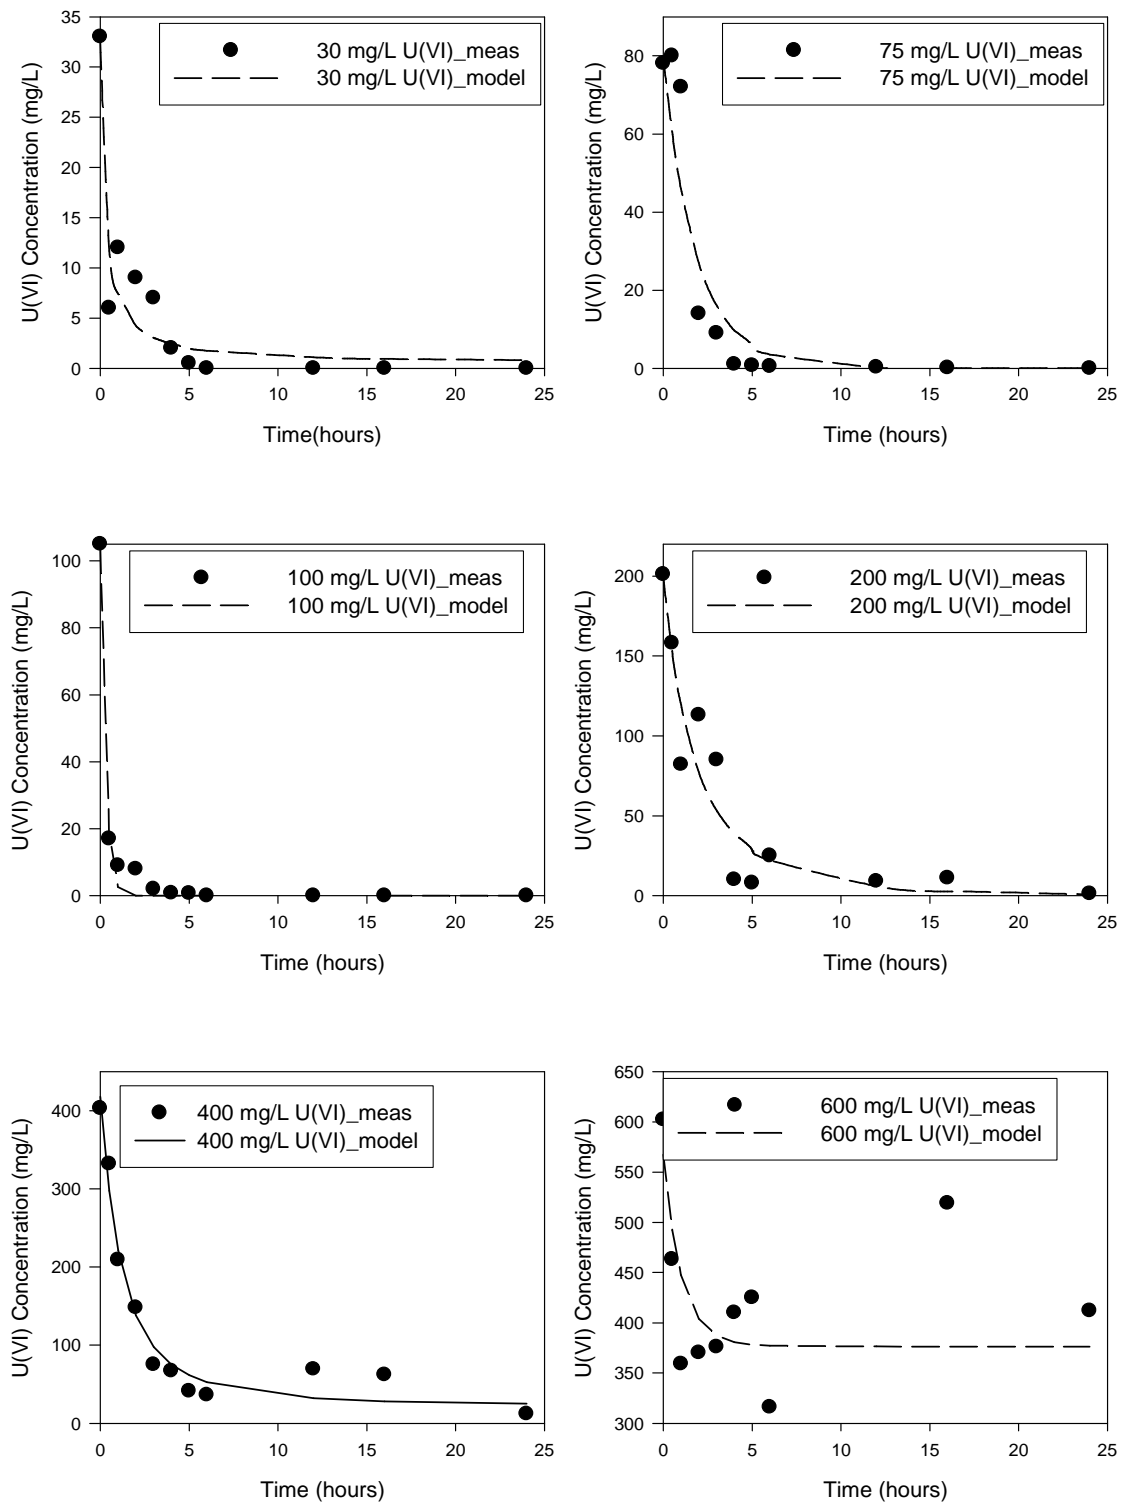 35
30
25
20
15
10
5
0
U(VI) Concentration (mg/L)
30 mg/L U(VI)_meas
30 mg/L U(VI)_model
0 5 10 15 20 25
Time(hours)
80
60
40
20
0
U(VI) Concentration (mg/L)
75 mg/L U(VI)_meas
75 mg/L U(VI)_model
0 5 10 15 20 25
Time (hours)
100
80
60
40
20
0
U(VI) Concentration (mg/L)
100 mg/L U(VI)_meas
100 mg/L U(VI)_model
0 5 10 15 20 25
Time (hours)
200
150
100
50
0
U(VI) Concentration (mg/L)
200 mg/L U(VI)_meas
200 mg/L U(VI)_model
0 5 10 15 20 25
Time (hours)
400
300
200
100
0
U(VI) Concentration (mg/L)
400 mg/L U(VI)_meas
400 mg/L U(VI)_model
0 5 10 15 20 25
Time (hours)
650
600
550
500
450
400
350
300
U(VI) Concentration (mg/L)
600 mg/L U(VI)_meas
600 mg/L U(VI)_model
0 5 10 15 20 25
Time (hours)